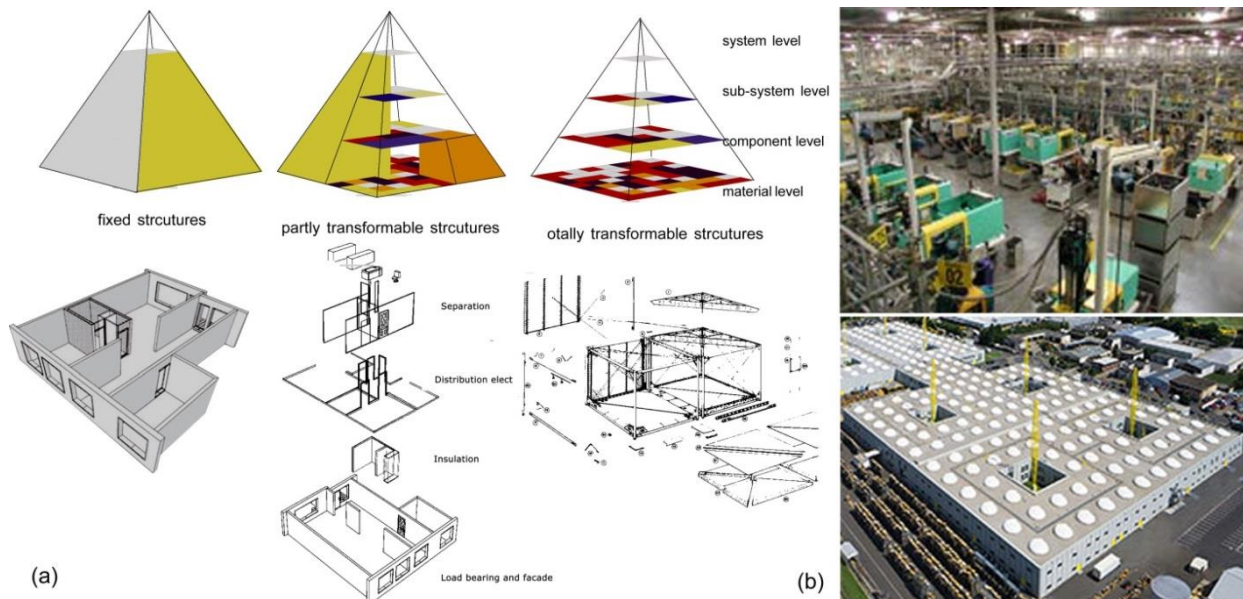 system level
sub-system level
component level
material level
fixed strcutures
partly transformable strcutures
otally transformable strcutures
Separation
Distribution elect
Insulation
Load bearing and facade
(a)
(b)